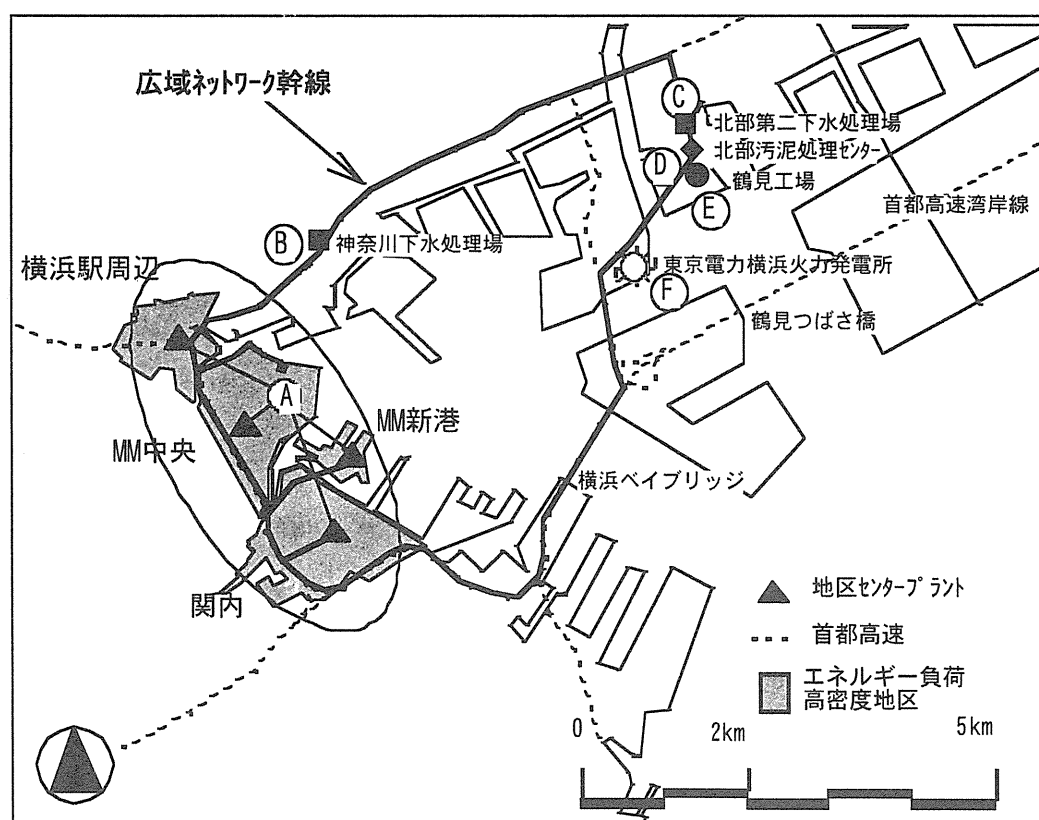 広域ネットワーク幹線
C
北部第二下水処理場
北部汚泥処理センター
D
鶴見工場
E
首都高速湾岸線
B
神奈川下水処理場
横浜駅周辺
東京電力横浜火力発電所
F
鶴見つばさ橋
A
MM新港
MM中央
横浜ベイブリッジ
関内
地区センタープラント
首都高速
エネルギー負荷
高密度地区
0 2km 5km